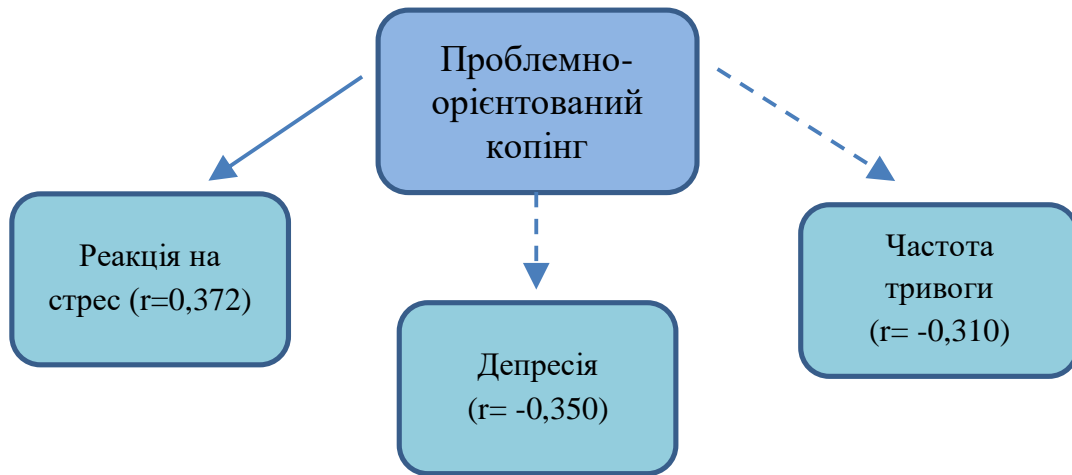 Проблемно-
орієнтований
копінг
Реакція на
стрес (r=0,372)
Депресія
(r= -0,350)
Частота
тривоги
(r= -0,310)